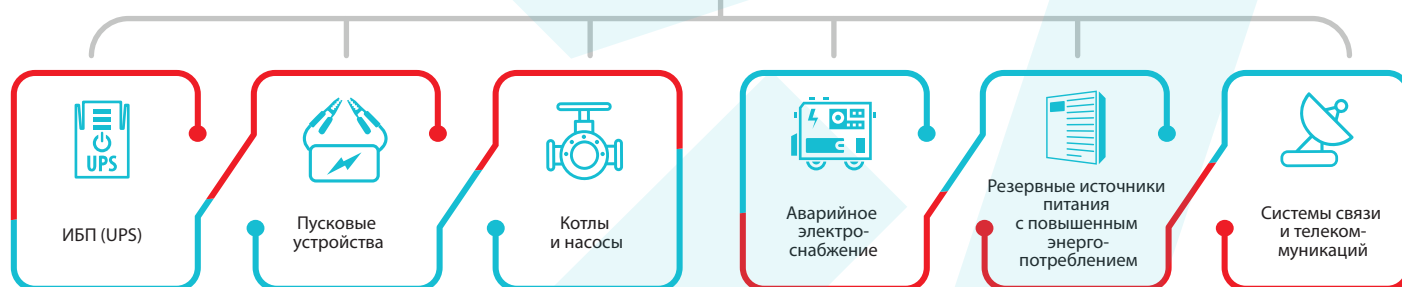 UPS
ИБП (UPS)
Пусковые
устройства
Котлы
и насосы
Аварийное
электро-
снабжение
Резервные источники
питания
с повышенным
энерго-
потреблением
Системы связи
и телеком-
муникаций